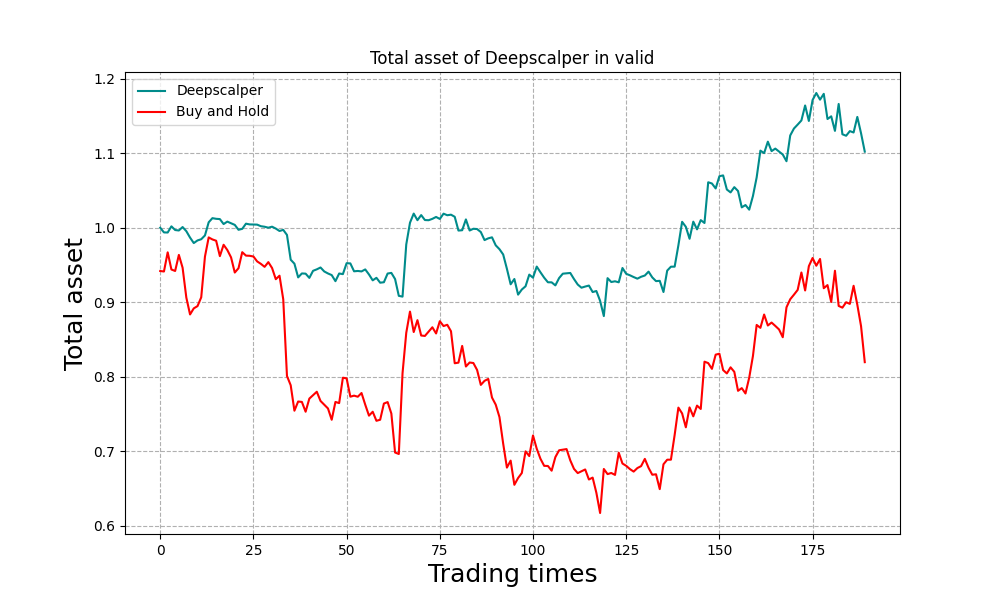 Total asset of Deepscalper in valid
Deepscalper
Buy and Hold
1.2
1.1
1.0
0.9
0.8
0.7
0.6
Total asset
0 25 50 75 100 125 150 175
Trading times